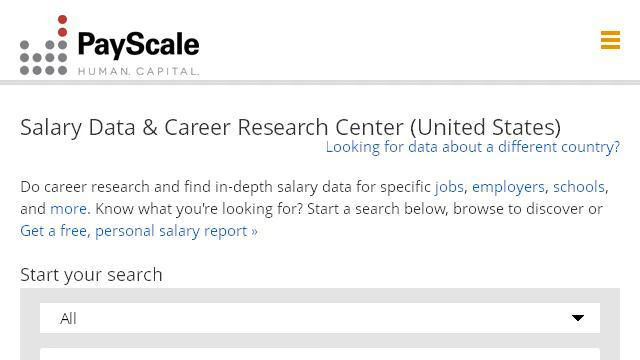 PayScale
HUMAN. CAPITAL.
Salary Data & Career Research Center (United States)
Looking for data about a different country?
Do career research and find in-depth salary data for specific jobs, employers, schools,
and more. Know what you're looking for? Start a search below, browse to discover or
Get a free, personal salary report »
Start your search
All